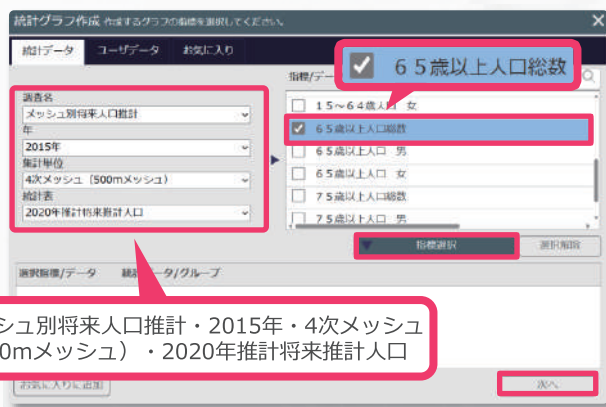 統計グラフ作成 作成するグラフの指標を選択してください。
統計データ ユーザデータ お気に入り
指標/デー
６５歳以上人口総数
調査名
メッシュ別将来人口推計
年
2015年
集計単位
4次メッシュ（500mメッシュ）
統計表
2020年推計将来推計人口
１５～６４歳人口 女
６５歳以上人口総数
６５歳以上人口 男
６５歳以上人口 女
７５歳以上人口総数
７５歳以上人口 男
指標選択 選択解除
選択指標/データ 統計データ/グループ
シュ別将来人口推計・2015年・4次メッシュ
0mメッシュ）・2020年推計将来推計人口
お気に入りに追加 次へ